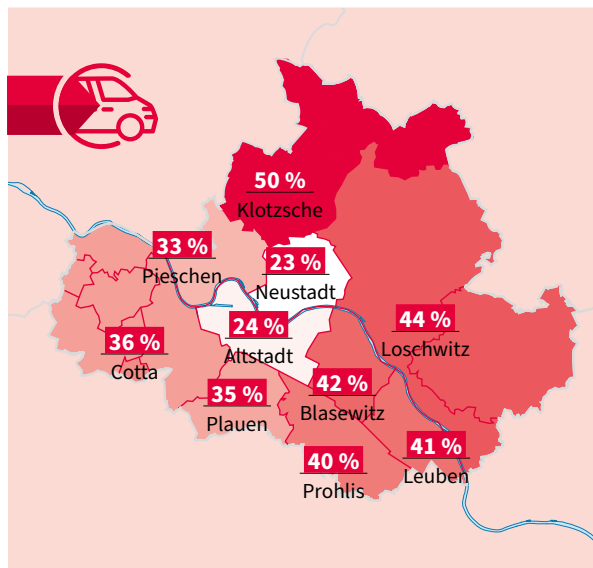 50 %
Klotzsche
33 %
Pieschen
23 %
Neustadt
24 %
Altstadt
44 %
Loschwitz
36 %
Cotta
35 %
Plauen
42 %
Blasewitz
41 %
Leuben
40 %
Prohlis